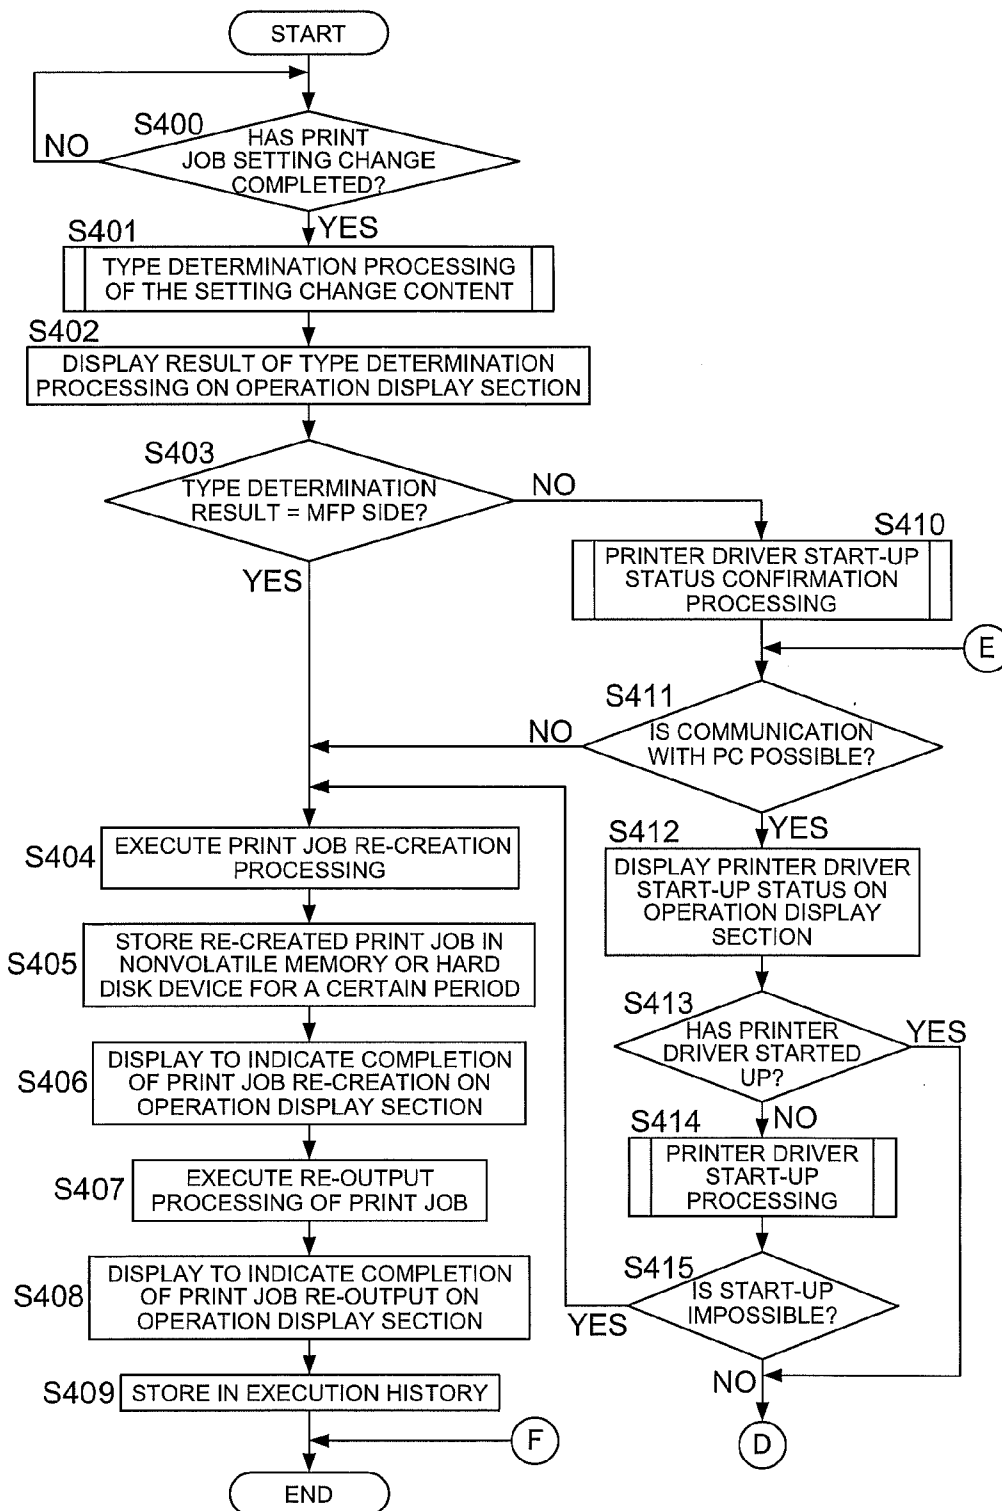 START
S400
HAS PRINT
JOB SETTING CHANGE
COMPLETED?
NO
YES
S401
TYPE DETERMINATION PROCESSING
OF THE SETTING CHANGE CONTENT
S402
DISPLAY RESULT OF TYPE DETERMINATION
PROCESSING ON OPERATION DISPLAY SECTION
S403
TYPE DETERMINATION
RESULT = MFP SIDE?
NO
YES
S410
PRINTER DRIVER START-UP
STATUS CONFIRMATION
PROCESSING
E
S411
IS COMMUNICATION
WITH PC POSSIBLE?
NO
YES
S404
EXECUTE PRINT JOB RE-CREATION
PROCESSING
S412
DISPLAY PRINTER DRIVER
START-UP STATUS ON
OPERATION DISPLAY
SECTION
S405
STORE RE-CREATED PRINT JOB IN
NONVOLATILE MEMORY OR HARD
DISK DEVICE FOR A CERTAIN PERIOD
S413
HAS PRINTER
DRIVER STARTED
UP?
YES
NO
S406
DISPLAY TO INDICATE COMPLETION
OF PRINT JOB RE-CREATION ON
OPERATION DISPLAY SECTION
S414
PRINTER DRIVER
START-UP
PROCESSING
S407
EXECUTE RE-OUTPUT
PROCESSING OF PRINT JOB
S415
IS START-UP
IMPOSSIBLE?
YES
NO
S408
DISPLAY TO INDICATE COMPLETION
OF PRINT JOB RE-OUTPUT ON
OPERATION DISPLAY SECTION
S409
STORE IN EXECUTION HISTORY
F
D
END